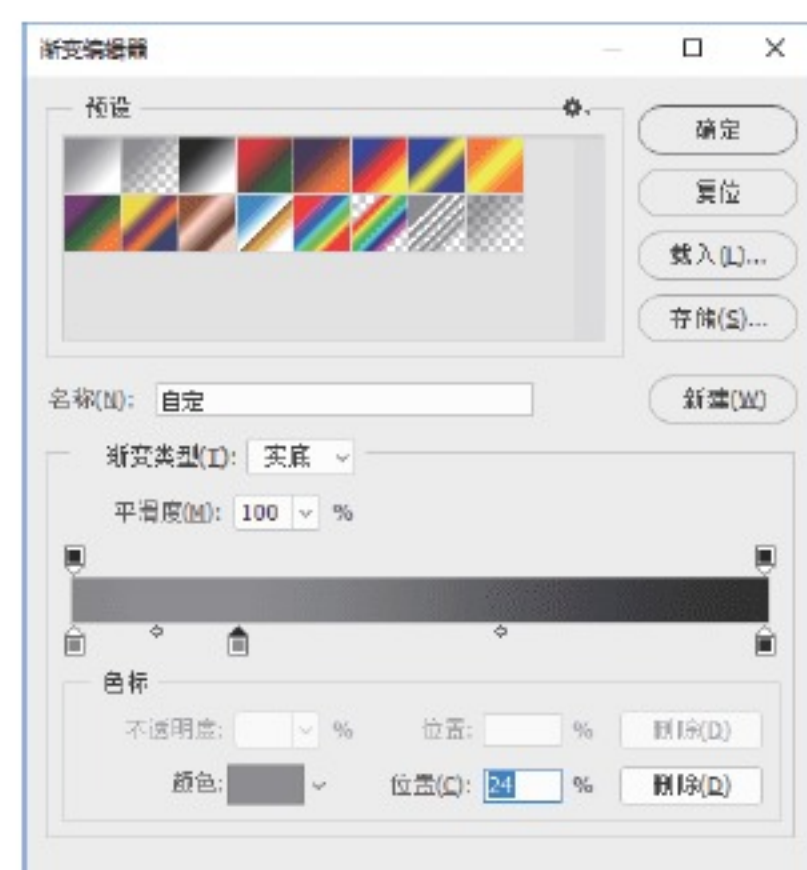 渐变编辑器
预设
确定
复位
载入(L)...
存储(S)...
名称(N): 自定
新建(W)
渐变类型(T): 实底
平滑度(M): 100 %
色标
不透明度: % 位置: % 删除(D)
颜色: 位置(C): 24 % 删除(D)